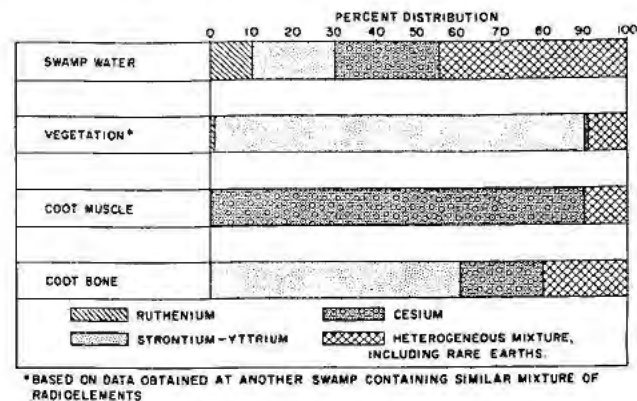 PERCENT DISTRIBUTION
0 10 20 30 40 50 60 70 80 90 100
SWAMP WATER
VEGETATION*
COOT MUSCLE
COOT BONE
RUTHENIUM
CESIUM
STRONTIUM-YTTRIUM
HETEROGENEOUS MIXTURE,
INCLUDING RARE EARTHS.
*BASED ON DATA OBTAINED AT ANOTHER SWAMP CONTAINING SIMILAR MIXTURE OF
RADIOELEMENTS